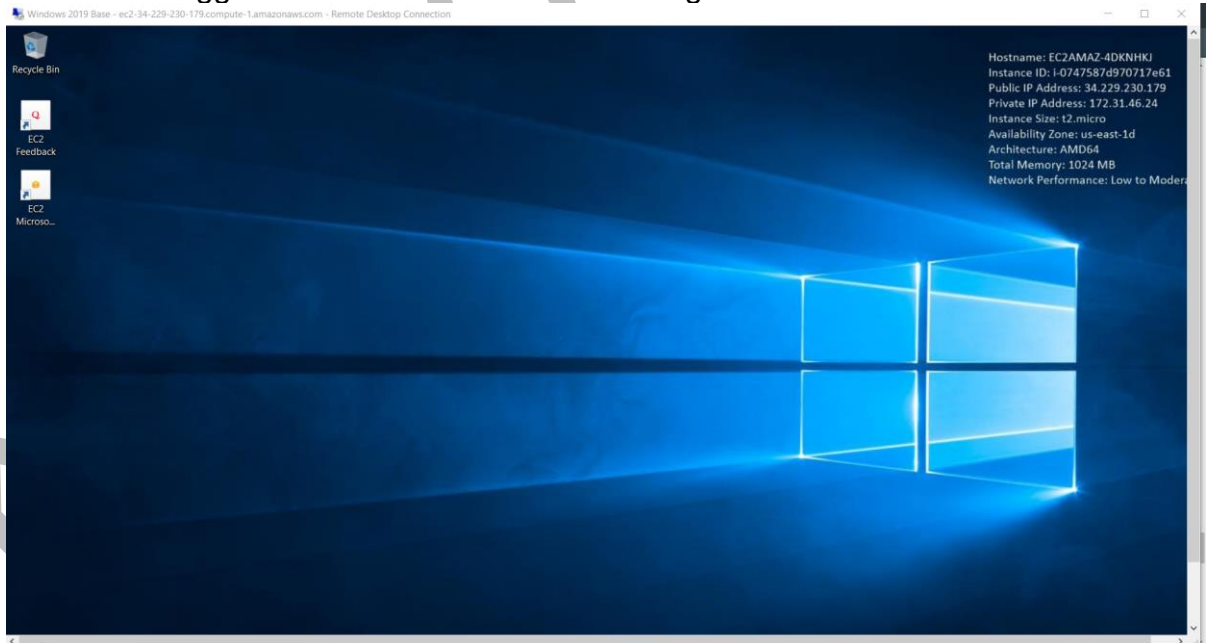 Windows 2019 Base - ec2-34-229-230-179.compute-1.amazonaws.com - Remote Desktop Connection
Recycle Bin
EC2
Feedback
EC2
Microso...
Hostname: EC2AMAZ-4DKNHKJ
Instance ID: i-0747587d970717e61
Public IP Address: 34.229.230.179
Private IP Address: 172.31.46.24
Instance Size: t2.micro
Availability Zone: us-east-1d
Architecture: AMD64
Total Memory: 1024 MB
Network Performance: Low to Modera